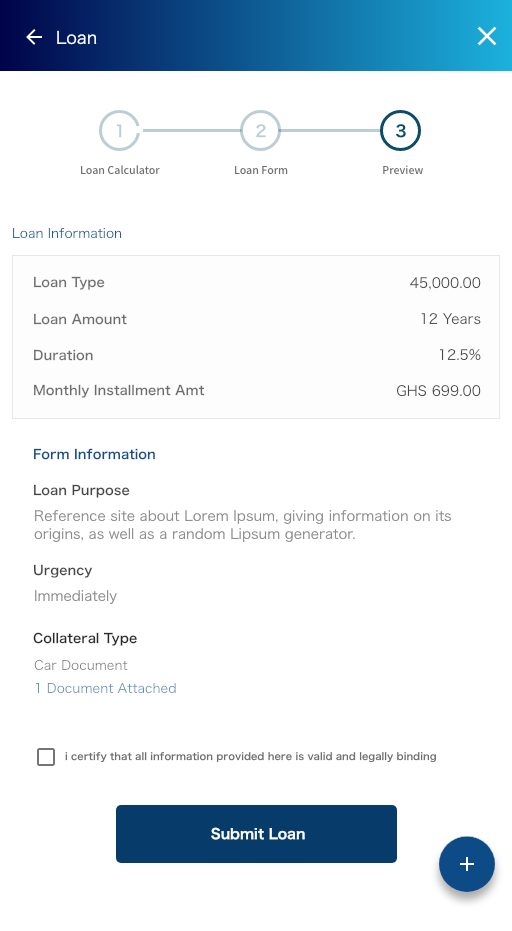 Loan
1 2 3
Loan Calculator Loan Form Preview
Loan Information
Loan Type 45,000.00
Loan Amount 12 Years
Duration 12.5%
Monthly Installment Amt GHS 699.00
Form Information
Loan Purpose
Reference site about Lorem Ipsum, giving information on its
origins, as well as a random Lipsum generator.
Urgency
Immediately
Collateral Type
Car Document
1 Document Attached
i certify that all information provided here is valid and legally binding
Submit Loan